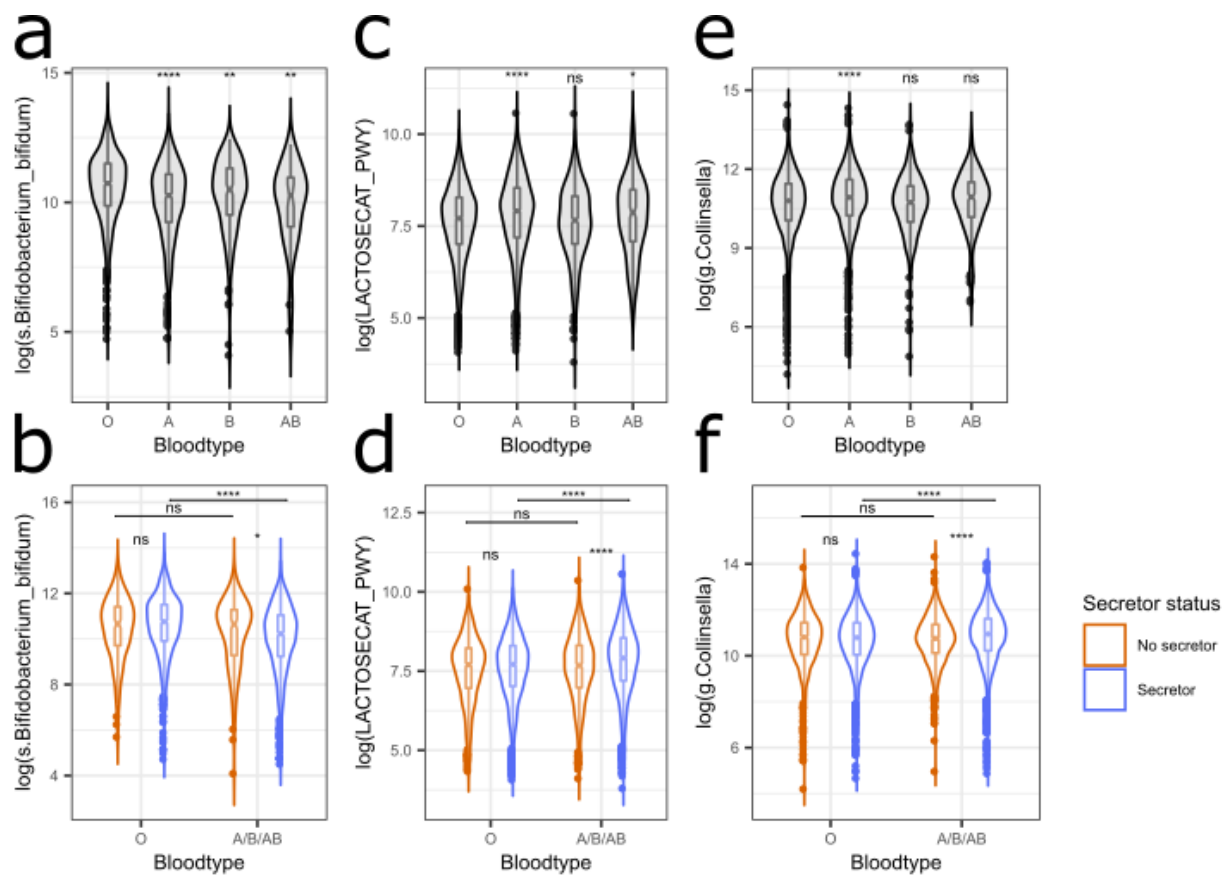 a
c
e
log(s.Bifidobacterium_bifidum)
15
10
5
****
**
**
O
A
B
AB
Bloodtype
log(LACTOSECAT_PWY)
10.0
7.5
5.0
****
ns
*
O
A
B
AB
Bloodtype
log(g.Collinsella)
16
11
6
****
ns
ns
O
A
B
AB
Bloodtype
b
d
f
log(s.Bifidobacterium_bifidum)
16
12
8
4
****
ns
ns
*
O
A/B/AB
Bloodtype
log(LACTOSECAT_PWY)
12.5
10.0
7.5
5.0
****
ns
ns
****
O
A/B/AB
Bloodtype
log(g.Collinsella)
14
10
6
****
ns
ns
****
O
A/B/AB
Bloodtype
Secretor status
No secretor
Secretor